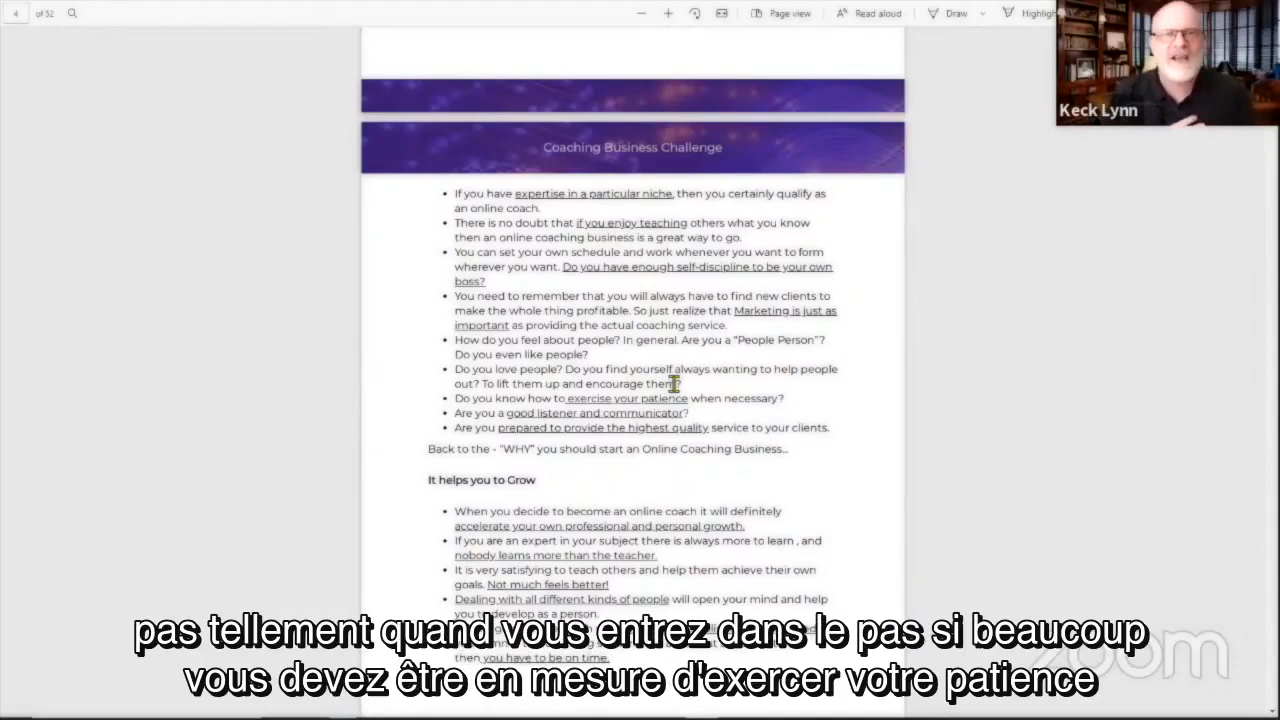 4 of 52 Page view Read aloud Draw Highligh
Keck Lynn
Coaching Business Challenge
• If you have expertise in a particular niche, then you certainly qualify as
an online coach.
• There is no doubt that if you enjoy teaching others what you know
then an online coaching business is a great way to go.
• You can set your own schedule and work whenever you want to form
wherever you want. Do you have enough self-discipline to be your own
boss?
• You need to remember that you will always have to find new clients to
make the whole thing profitable. So just realize that Marketing is just as
important as providing the actual coaching service.
• How do you feel about people? In general. Are you a "People Person"?
Do you even like people?
• Do you love people? Do you find yourself always wanting to help people
out? To lift them up and encourage them?
• Do you know how to exercise your patience when necessary?
• Are you a good listener and communicator?
• Are you prepared to provide the highest quality service to your clients.
Back to the - "WHY" you should start an Online Coaching Business...
It helps you to Grow
• When you decide to become an online coach it will definitely
accelerate your own professional and personal growth.
• If you are an expert in your subject there is always more to learn , and
nobody learns more than the teacher.
• It is very satisfying to teach others and help them achieve their own
goals. Not much feels better!
• Dealing with all different kinds of people will open your mind and help
you to develop as a person.
then you have to be on time.
zoom
pas tellement quand vous entrez dans le pas si beaucoup
vous devez être en mesure d'exercer votre patience